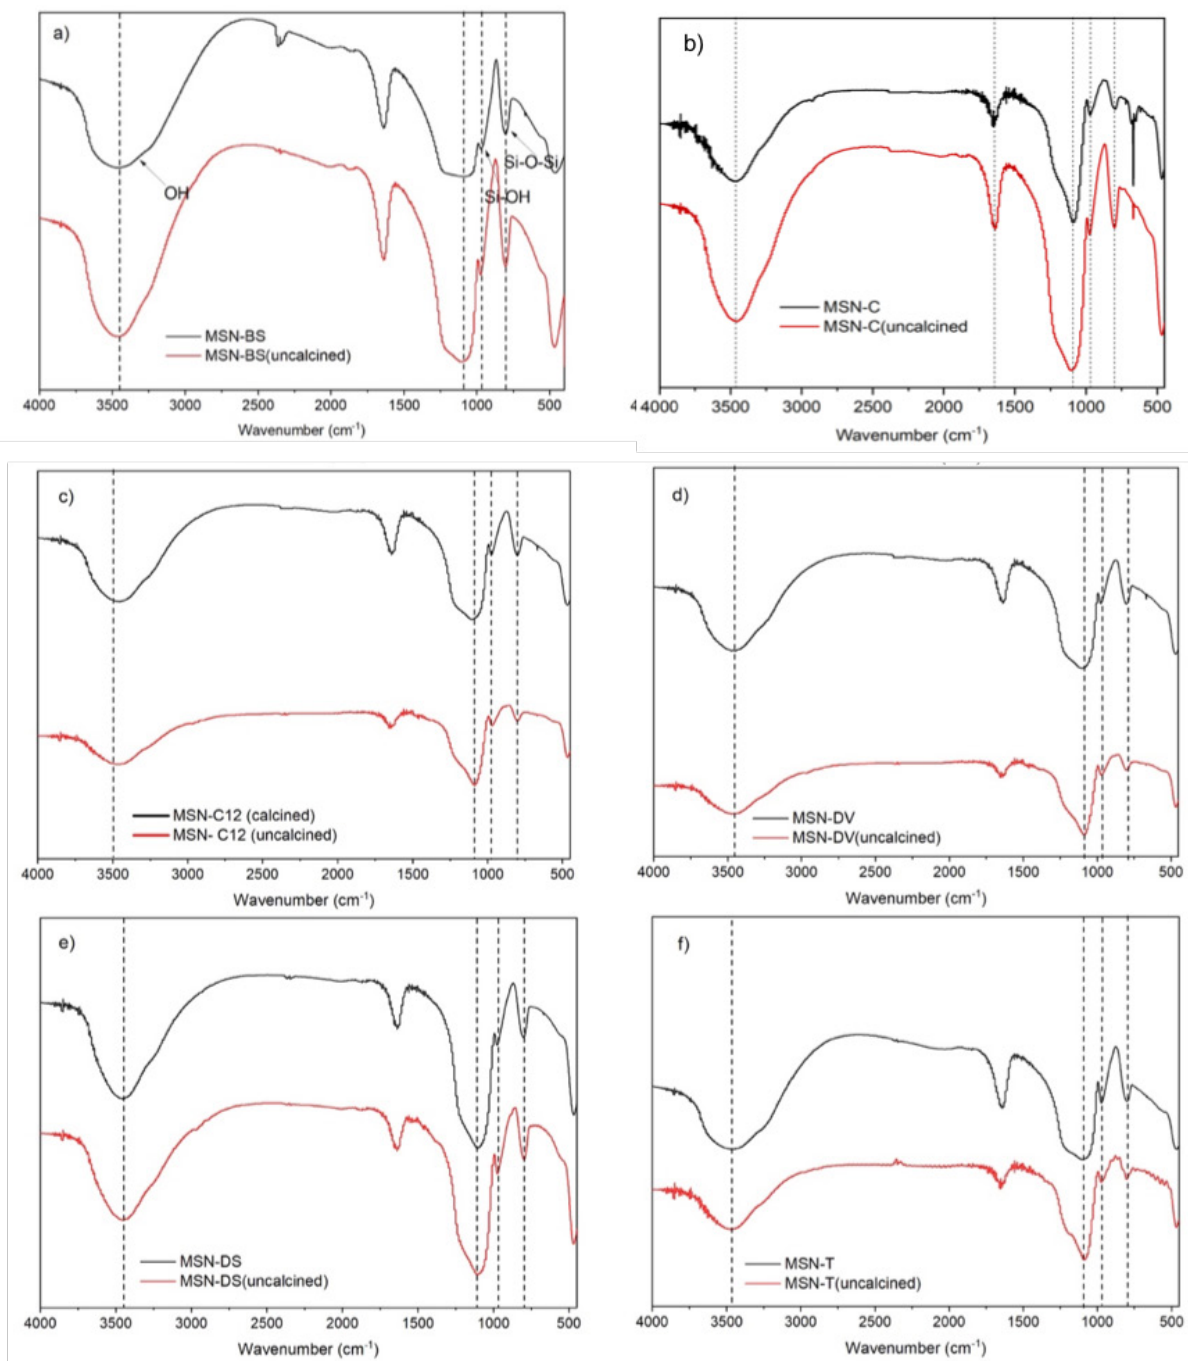 a)
OH
Si-O-Si
Si-OH
MSN-BS
MSN-BS(uncalcined)
4000 3500 3000 2500 2000 1500 1000 500
Wavenumber (cm⁻¹)
b)
MSN-C
MSN-C(uncalcined
4 4000 3500 3000 2500 2000 1500 1000 500
Wavenumber (cm⁻¹)
c)
MSN-C12 (calcined)
MSN- C12 (uncalcined)
4000 3500 3000 2500 2000 1500 1000 500
Wavenumber (cm⁻¹)
d)
MSN-DV
MSN-DV(uncalcined)
4000 3500 3000 2500 2000 1500 1000 500
Wavenumber (cm⁻¹)
e)
MSN-DS
MSN-DS(uncalcined)
4000 3500 3000 2500 2000 1500 1000 500
Wavenumber (cm⁻¹)
f)
MSN-T
MSN-T(uncalcined)
4000 3500 3000 2500 2000 1500 1000 500
Wavenumber (cm⁻¹)